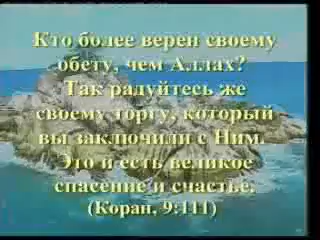 Кто более верен своему
обету, чем Аллах?
Так радуйтесь же
своему торгу, который
вы заключили с Ним.
Это и есть великое
спасение и счастье.
(Коран, 9:111)